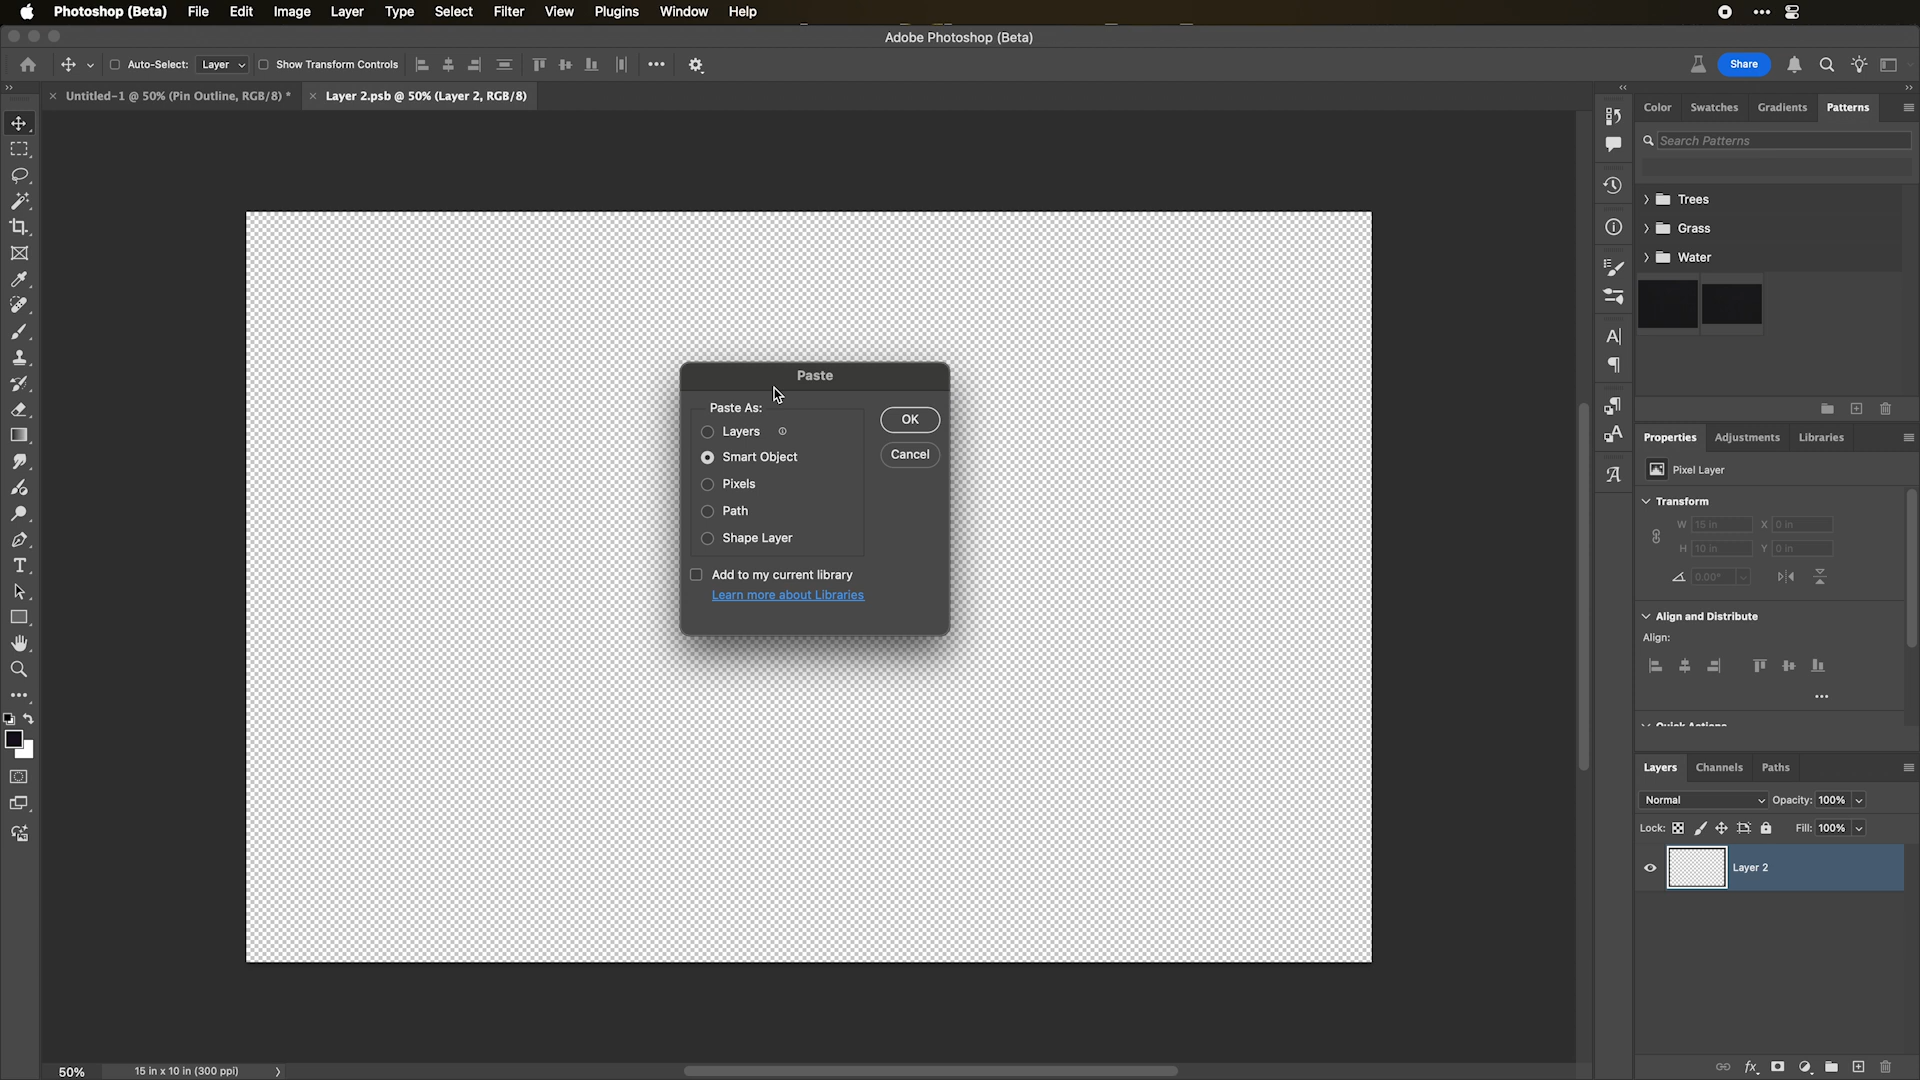 Photoshop (Beta) File Edit Image Layer Type Select Filter View Plugins Window Help
Adobe Photoshop (Beta)
Auto-Select: Layer Show Transform Controls
Share
Untitled-1 @ 50% (Pin Outline, RGB/8) * Layer 2.psb @ 50% (Layer 2, RGB/8)
Color Swatches Gradients Patterns
Search Patterns
Trees
Grass
Water
Paste
Paste As:
Layers
Smart Object
Pixels
Path
Shape Layer
OK
Cancel
Add to my current library
Learn more about Libraries
Properties Adjustments Libraries
Pixel Layer
Transform
W 15 in X 0 in
H 10 in Y 0 in
0.00°
Align and Distribute
Align:
Quick Actions
Layers Channels Paths
Normal Opacity: 100%
Lock: Fill: 100%
Layer 2
50% 15 in x 10 in (300 ppi)